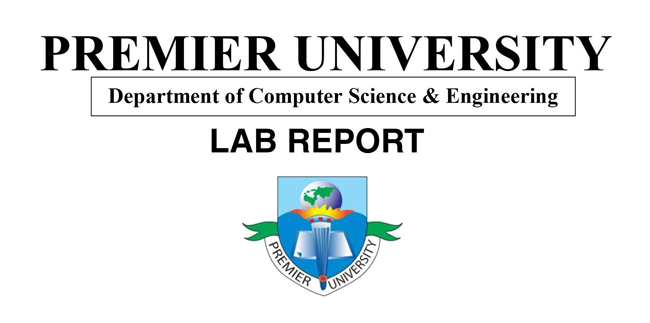 PREMIER UNIVERSITY
Department of Computer Science & Engineering
LAB REPORT
PREMIER UNIVERSITY